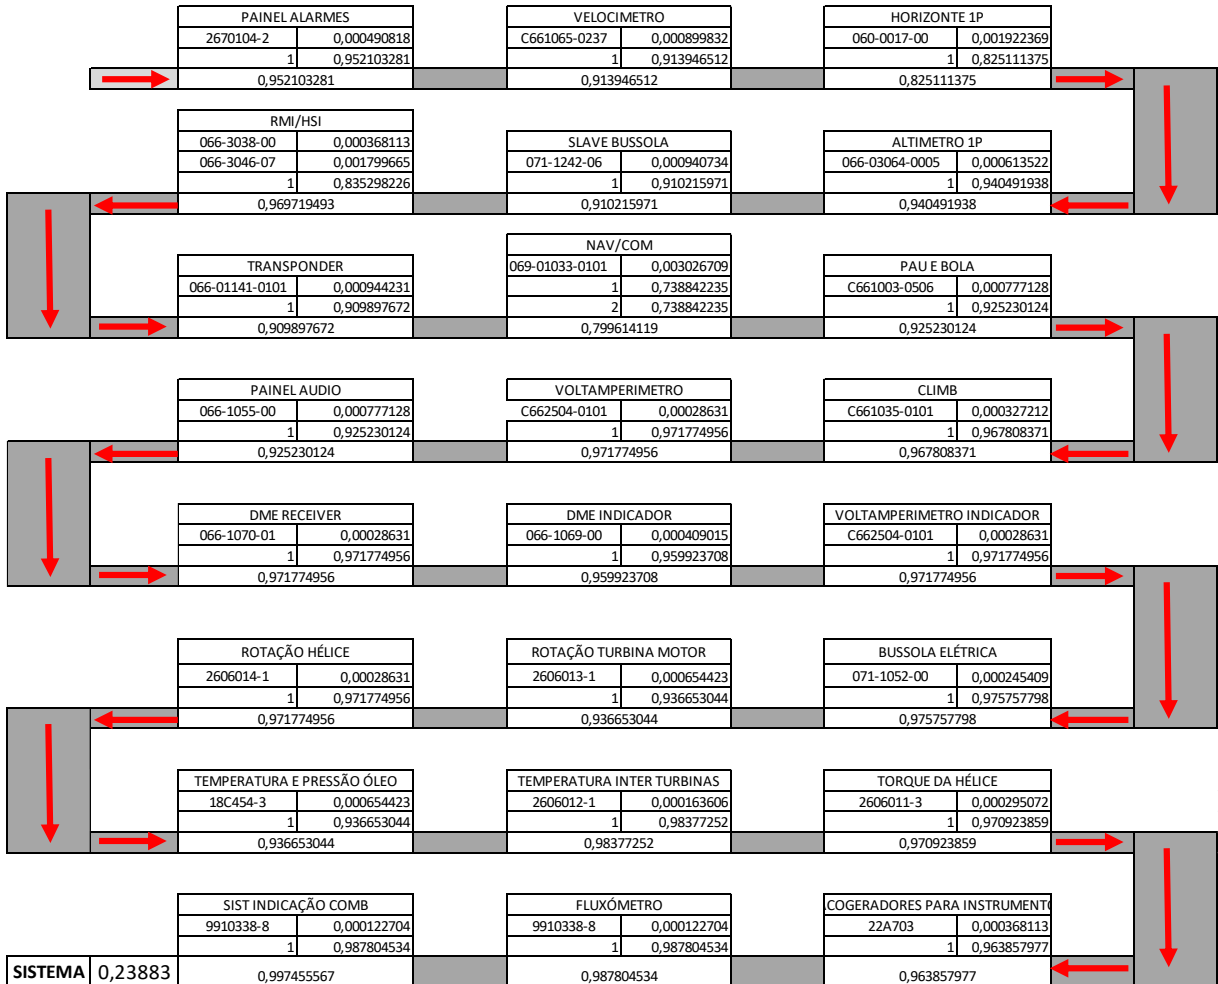 PAINEL ALARMES VELOCIMETRO HORIZONTE 1P
2670104-2 0,000490818 C661065-0237 0,000899832 060-0017-00 0,001922369
1 0,952103281 1 0,913946512 1 0,825111375
0,952103281 0,913946512 0,825111375
RMI/HSI
066-3038-00 0,000368113 SLAVE BUSSOLA ALTIMETRO 1P
066-3046-07 0,001799665 071-1242-06 0,000940734 066-03064-0005 0,000613522
1 0,835298226 1 0,910215971 1 0,940491938
0,969719493 0,910215971 0,940491938
NAV/COM
TRANSPONDER 069-01033-0101 0,003026709 PAU E BOLA
066-01141-0101 0,000944231 1 0,738842235 C661003-0506 0,000777128
1 0,909897672 2 0,738842235 1 0,925230124
0,909897672 0,799614119 0,925230124
PAINEL AUDIO VOLTAMPERIMETRO CLIMB
066-1055-00 0,000777128 C662504-0101 0,00028631 C661035-0101 0,000327212
1 0,925230124 1 0,971774956 1 0,967808371
0,925230124 0,971774956 0,967808371
DME RECEIVER DME INDICADOR VOLTAMPERIMETRO INDICADOR
066-1070-01 0,00028631 066-1069-00 0,000409015 C662504-0101 0,00028631
1 0,971774956 1 0,959923708 1 0,971774956
0,971774956 0,959923708 0,971774956
ROTAÇÃO HÉLICE ROTAÇÃO TURBINA MOTOR BUSSOLA ELÉTRICA
2606014-1 0,00028631 2606013-1 0,000654423 071-1052-00 0,000245409
1 0,971774956 1 0,936653044 1 0,975757798
0,971774956 0,936653044 0,975757798
TEMPERATURA E PRESSÃO ÓLEO TEMPERATURA INTER TURBINAS TORQUE DA HÉLICE
18C454-3 0,000654423 2606012-1 0,000163606 2606011-3 0,000295072
1 0,936653044 1 0,98377252 1 0,970923859
0,936653044 0,98377252 0,970923859
SIST INDICAÇÃO COMB FLUXÓMETRO COGERADORES PARA INSTRUMENT
9910338-8 0,000122704 9910338-8 0,000122704 22A703 0,000368113
1 0,987804534 1 0,987804534 1 0,963857977
SISTEMA 0,23883 0,997455567 0,987804534 0,963857977